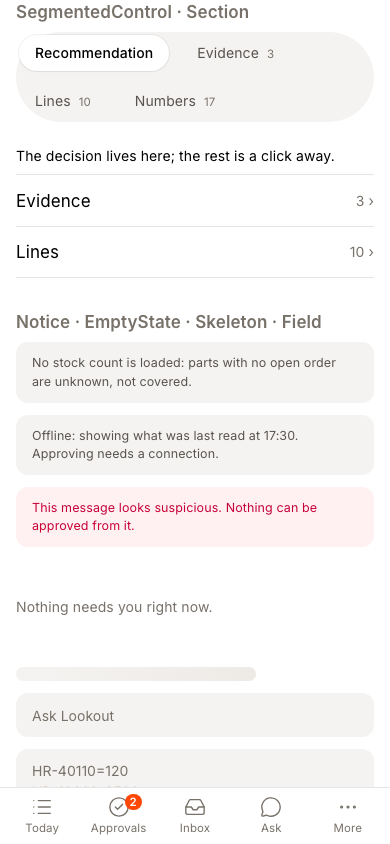 SegmentedControl · Section
Recommendation Evidence 3
Lines 10 Numbers 17
The decision lives here; the rest is a click away.
Evidence 3 ›
Lines 10 ›
Notice · EmptyState · Skeleton · Field
No stock count is loaded: parts with no open order
are unknown, not covered.
Offline: showing what was last read at 17:30.
Approving needs a connection.
This message looks suspicious. Nothing can be
approved from it.
Nothing needs you right now.
Ask Lookout
HR-40110=120
2
Today Approvals Inbox Ask More